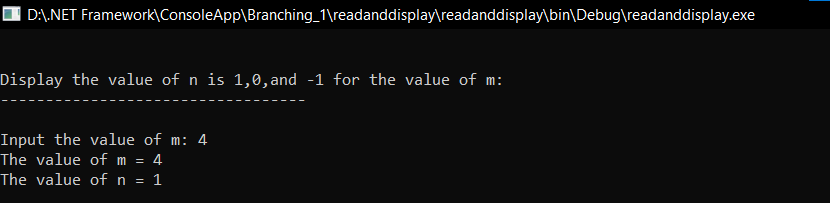 D:\.NET Framework\ConsoleApp\Branching_1\readanddisplay\readanddisplay\bin\Debug\readanddisplay.exe
Display the value of n is 1,0,and -1 for the value of m:
----------------------------------
Input the value of m: 4
The value of m = 4
The value of n = 1